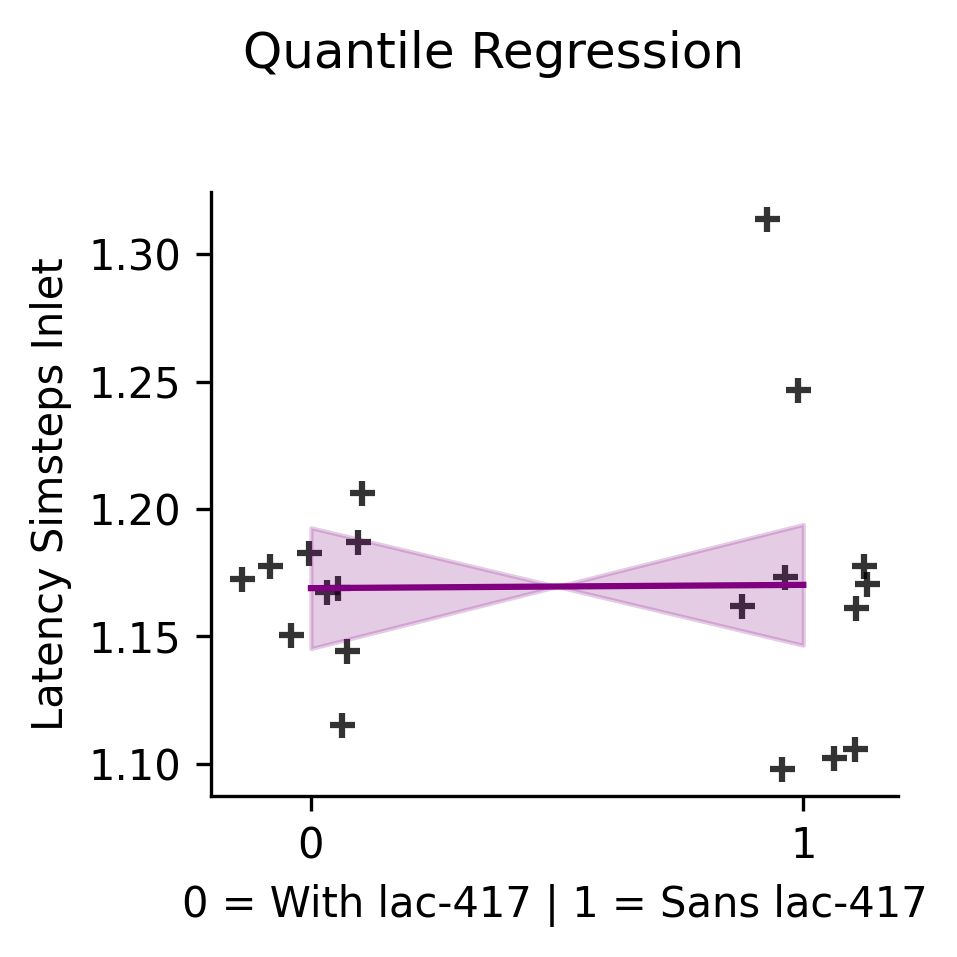 Quantile Regression
Latency Simsteps Inlet
1.30
1.25
1.20
1.15
1.10
0 1
0 = With lac-417 | 1 = Sans lac-417